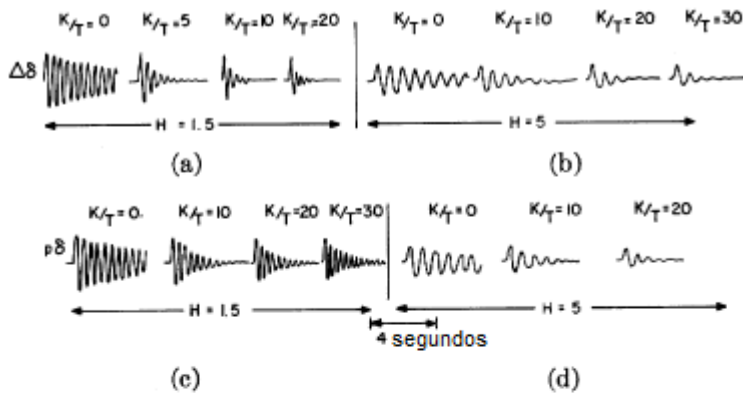 K/T = 0 K/T = 5 K/T = 10 K/T = 20 K/T = 0 K/T = 10 K/T = 20 K/T = 30
Δδ
H = 1.5 H = 5
(a) (b)
K/T = 0. K/T = 10 K/T = 20 K/T = 30 K/T = 0 K/T = 10 K/T = 20
pδ
H = 1.5 H = 5
4 segundos
(c) (d)